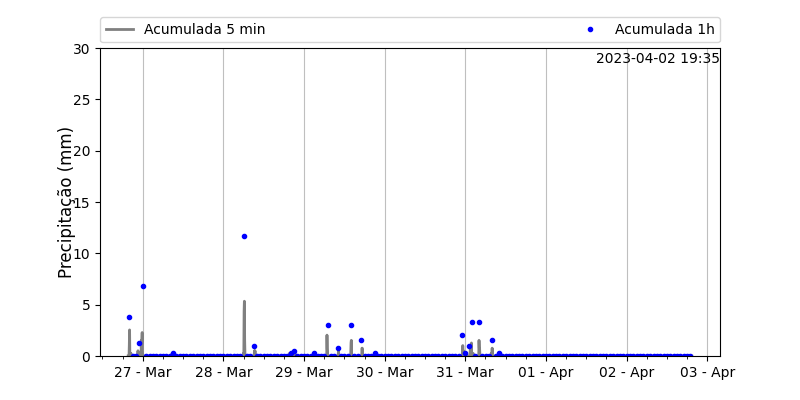 Acumulada 5 min
Acumulada 1h
2023-04-02 19:35
Precipitação (mm)
30
25
20
15
10
5
0
27 - Mar
28 - Mar
29 - Mar
30 - Mar
31 - Mar
01 - Apr
02 - Apr
03 - Apr